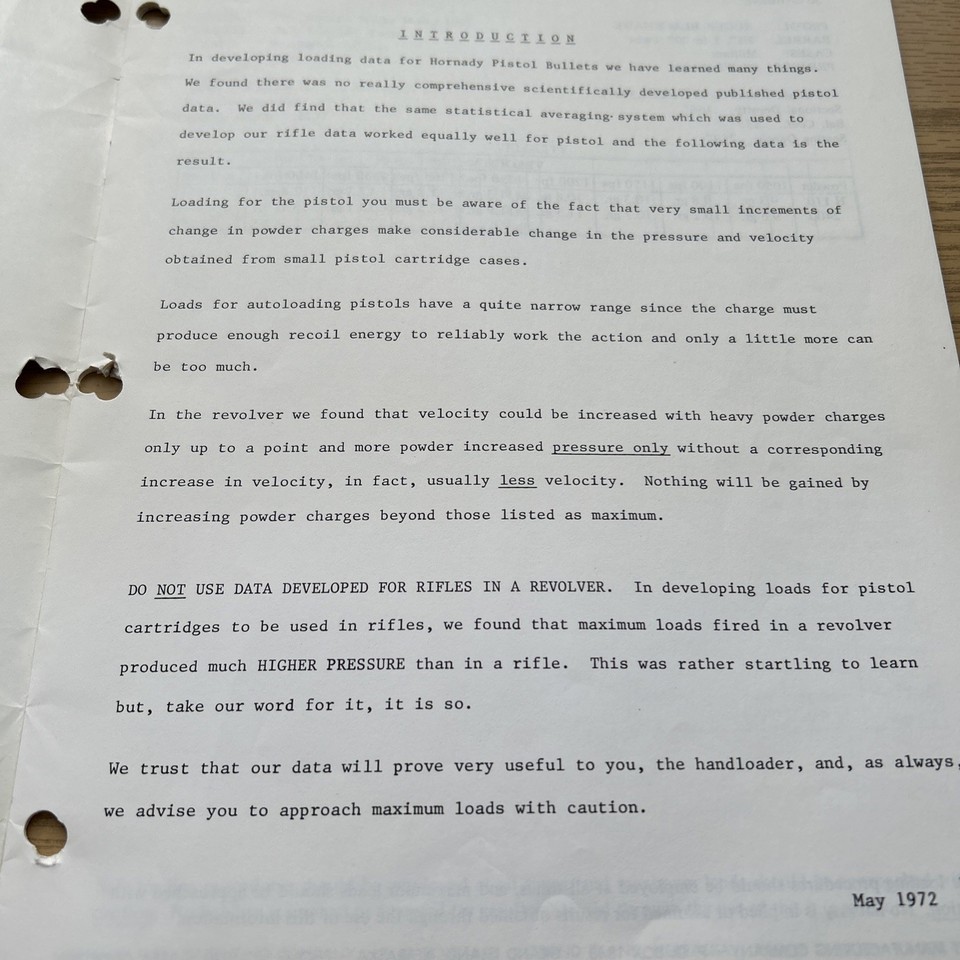 INTRODUCTION
In developing loading data for Hornady Pistol Bullets we have learned many things.
We found there was no really comprehensive scientifically developed published pistol
data. We did find that the same statistical averaging system which was used to
develop our rifle data worked equally well for pistol and the following data is the
result.
Loading for the pistol you must be aware of the fact that very small increments of
change in powder charges make considerable change in the pressure and velocity
obtained from small pistol cartridge cases.
Loads for autoloading pistols have a quite narrow range since the charge must
produce enough recoil energy to reliably work the action and only a little more can
be too much.
In the revolver we found that velocity could be increased with heavy powder charges
only up to a point and more powder increased pressure only without a corresponding
increase in velocity, in fact, usually less velocity. Nothing will be gained by
increasing powder charges beyond those listed as maximum.
DO NOT USE DATA DEVELOPED FOR RIFLES IN A REVOLVER. In developing loads for pistol
cartridges to be used in rifles, we found that maximum loads fired in a revolver
produced much HIGHER PRESSURE than in a rifle. This was rather startling to learn
but, take our word for it, it is so.
We trust that our data will prove very useful to you, the handloader, and, as always,
we advise you to approach maximum loads with caution.
May 1972